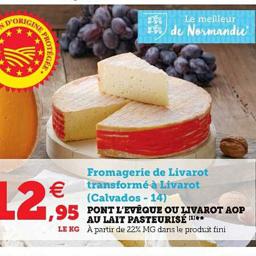 N D'ORIGINE PROTÉGÉE
Le meilleur
de Normandie
Fromagerie de Livarot
transformé à Livarot
(Calvados - 14)
12€,95
LE KG
PONT L'EVÊQUE OU LIVAROT AOP
AU LAIT PASTEURISÉ
À partir de 22% MG dans le produit fini